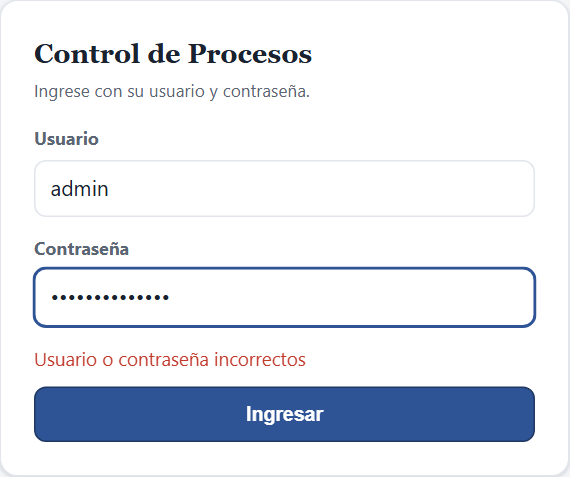 Control de Procesos
Ingrese con su usuario y contraseña.
Usuario
admin
Contraseña
••••••••••••••
Usuario o contraseña incorrectos
Ingresar